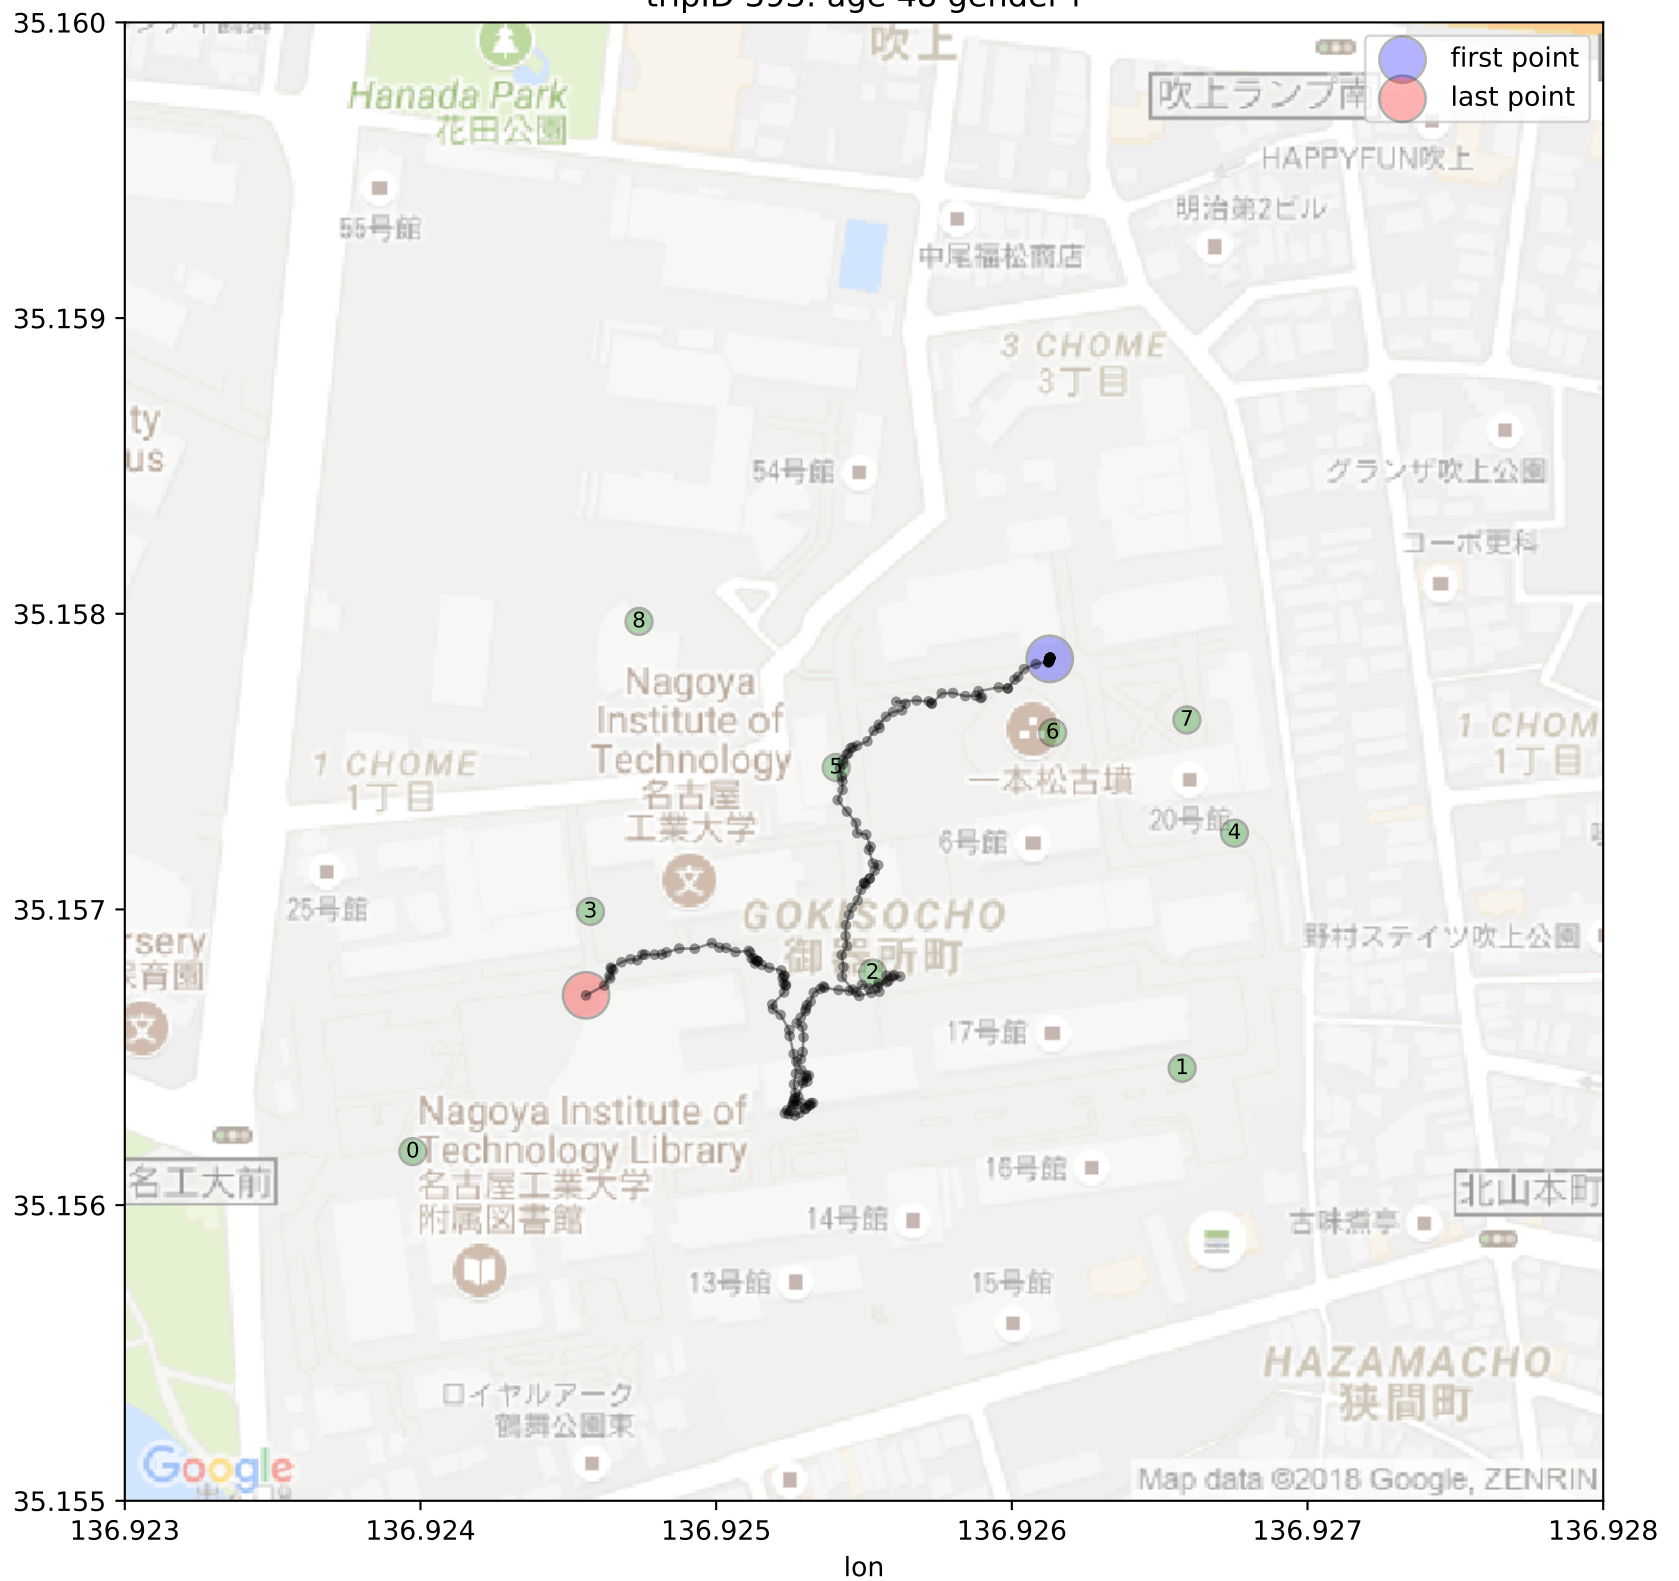 35.160
35.159
35.158
35.157
35.156
35.155
136.923
136.924
136.925
136.926
136.927
136.928
lon
first point
last point
吹上
Hanada Park
花田公園
吹上ランプ南
HAPPYFUN吹上
明治第2ビル
55号館
中尾福松商店
3 CHOME
3丁目
ty
us
54号館
グランザ吹上公園
コーポ更科
8
Nagoya
Institute of
Technology
名古屋
工業大学
7
6
5
一本松古墳
1 CHOM
1丁目
1 CHOME
1丁目
20号館
4
6号館
25号館
3
GOKISOCHO
御器所町
rsery
保育園
野村ステイツ吹上公園
2
17号館
1
Nagoya Institute of
Technology Library
名古屋工業大学
附属図書館
0
名工大前
16号館
北山本町
14号館
古味煮亭
13号館
15号館
HAZAMACHO
狭間町
ロイヤルアーク
鶴舞公園東
Google
Map data ©2018 Google, ZENRIN